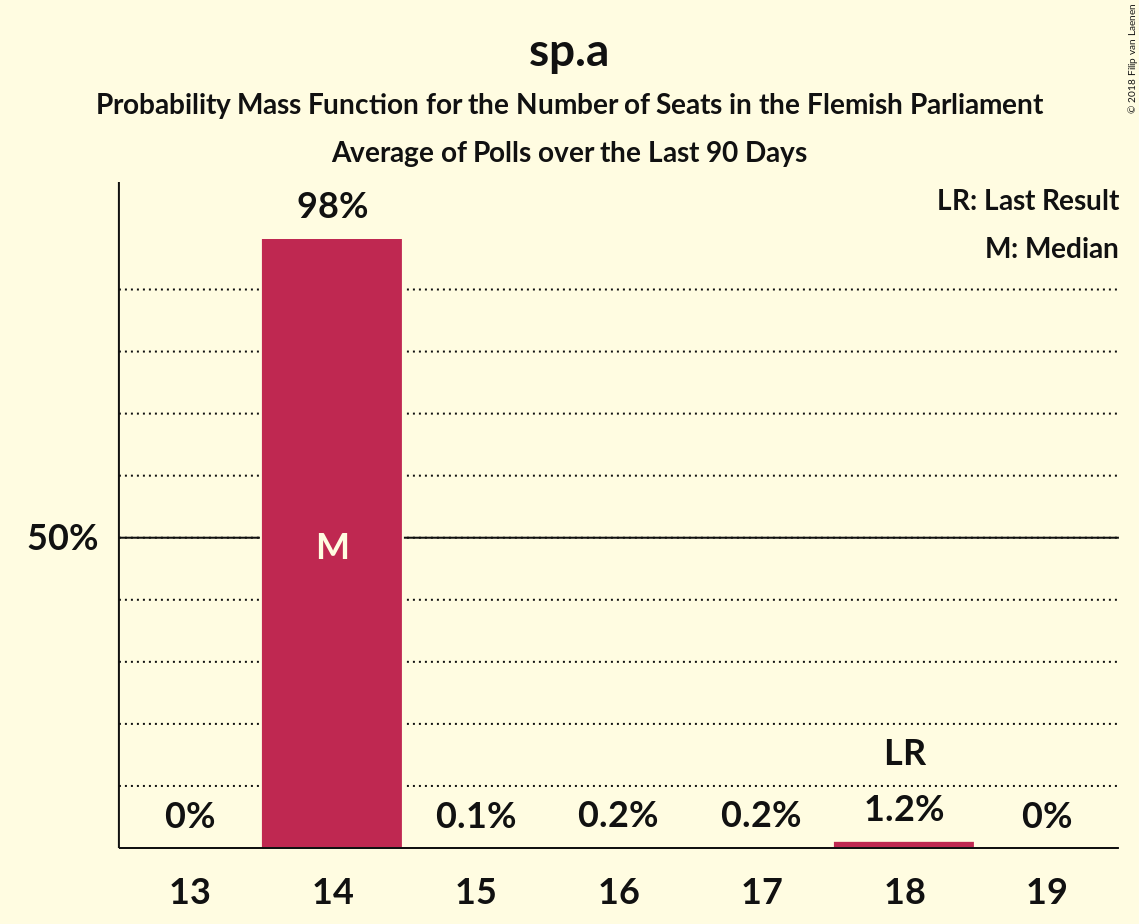 sp.a
Probability Mass Function for the Number of Seats in the Flemish Parliament
Average of Polls over the Last 90 Days
© 2018 Filip van Laenen
LR: Last Result
M: Median
98%
50%
M
LR
0%
0.1%
0.2%
0.2%
1.2%
0%
13 14 15 16 17 18 19